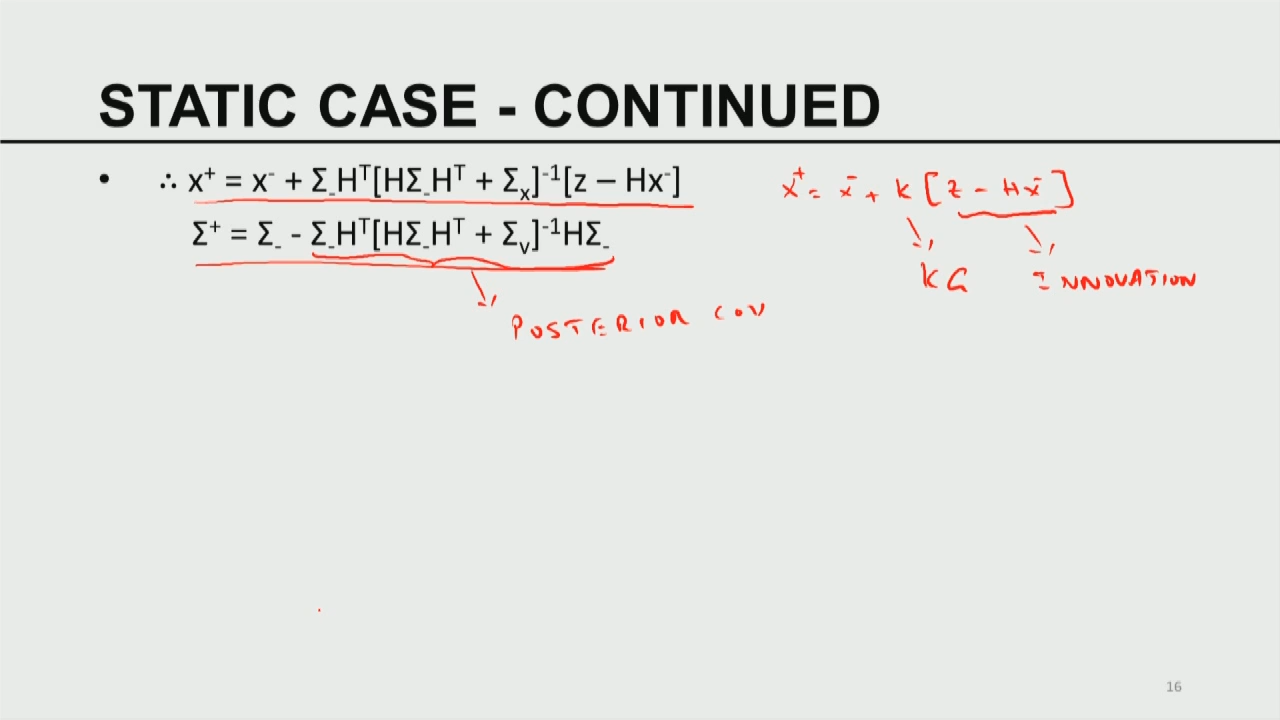 STATIC CASE - CONTINUED
• ∴ x⁺ = x⁻ + Σ₋Hᵀ[HΣ₋Hᵀ + Σₓ]⁻¹[z – Hx⁻]
x⁺ = x⁻ + K [z - Hx⁻]
Σ⁺ = Σ₋ - Σ₋Hᵀ[HΣ₋Hᵀ + Σᵥ]⁻¹HΣ₋
KG INNOVATION
POSTERIOR COV
16